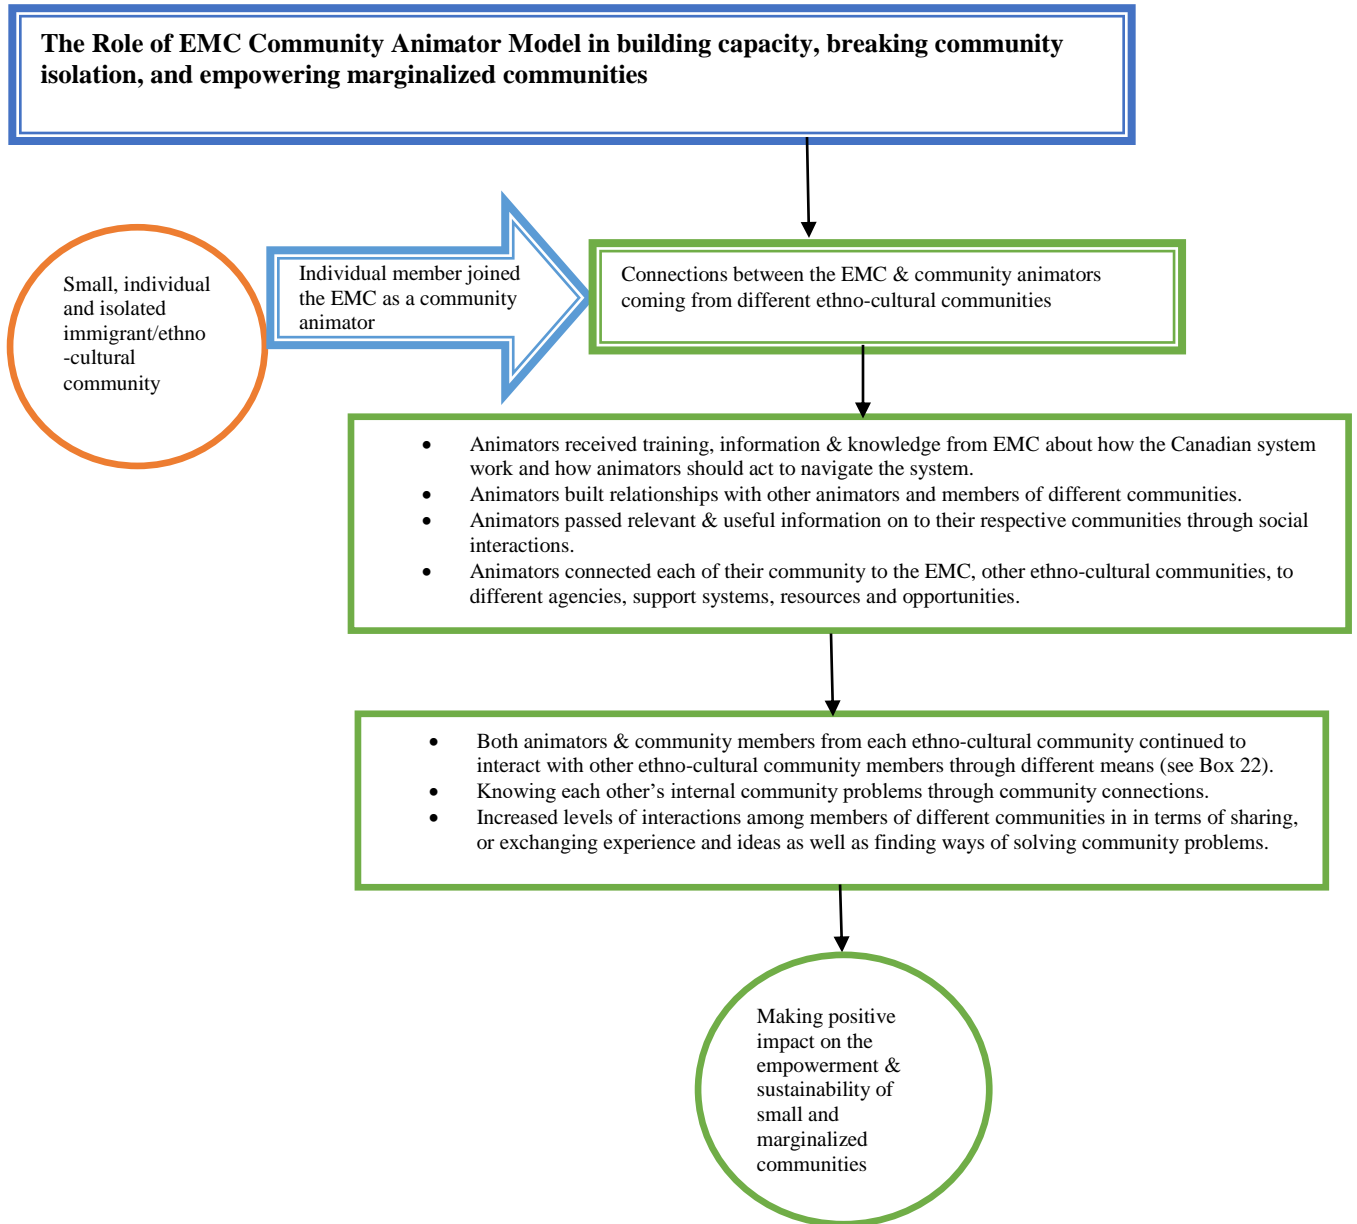 The Role of EMC Community Animator Model in building capacity, breaking community
isolation, and empowering marginalized communities
Small, individual
and isolated
immigrant/ethno
-cultural
community
Individual member joined
the EMC as a community
animator
Connections between the EMC & community animators
coming from different ethno-cultural communities
• Animators received training, information & knowledge from EMC about how the Canadian system
work and how animators should act to navigate the system.
• Animators built relationships with other animators and members of different communities.
• Animators passed relevant & useful information on to their respective communities through social
interactions.
• Animators connected each of their community to the EMC, other ethno-cultural communities, to
different agencies, support systems, resources and opportunities.
• Both animators & community members from each ethno-cultural community continued to
interact with other ethno-cultural community members through different means (see Box 22).
• Knowing each other’s internal community problems through community connections.
• Increased levels of interactions among members of different communities in in terms of sharing,
or exchanging experience and ideas as well as finding ways of solving community problems.
Making positive
impact on the
empowerment &
sustainability of
small and
marginalized
communities